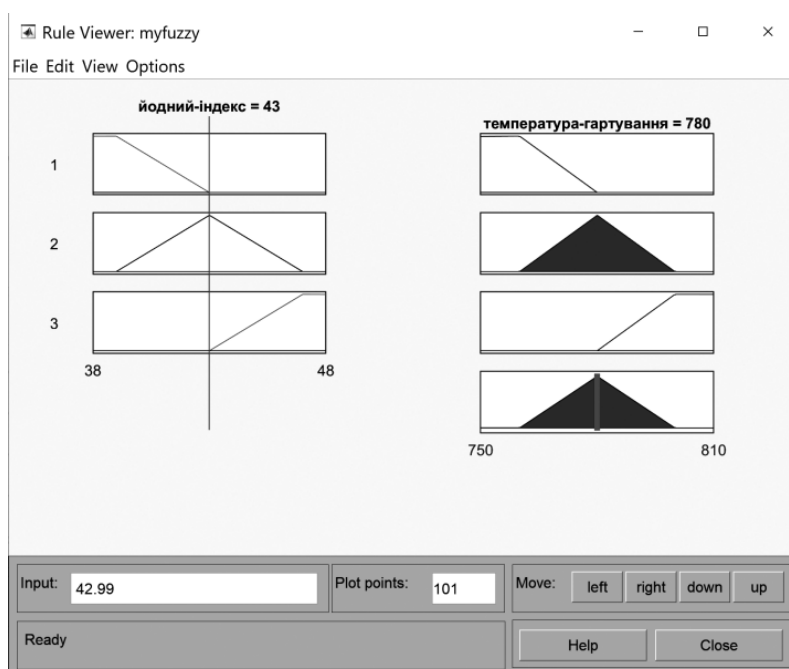 Rule Viewer: myfuzzy
File Edit View Options
йодний-індекс = 43
температура-гартування = 780
1
2
3
38 48
750 810
Input: 42.99 Plot points: 101 Move: left right down up
Ready Help Close